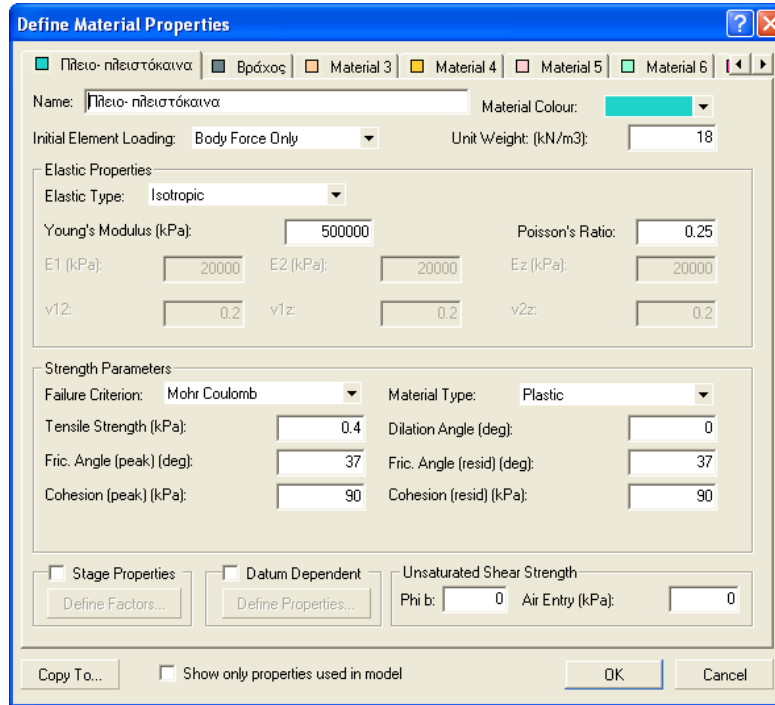 Define Material Properties
Πλειο- πλειστόκαινα Βράχος Material 3 Material 4 Material 5 Material 6
Name: Πλειο- πλειστόκαινα Material Colour:
Initial Element Loading: Body Force Only Unit Weight: (kN/m3): 18
Elastic Properties
Elastic Type: Isotropic
Young's Modulus (kPa): 500000 Poisson's Ratio: 0.25
E1 (kPa): 20000 E2 (kPa): 20000 Ez (kPa): 20000
v12: 0.2 v1z: 0.2 v2z: 0.2
Strength Parameters
Failure Criterion: Mohr Coulomb Material Type: Plastic
Tensile Strength (kPa): 0.4 Dilation Angle (deg): 0
Fric. Angle (peak) (deg): 37 Fric. Angle (resid) (deg): 37
Cohesion (peak) (kPa): 90 Cohesion (resid) (kPa): 90
Stage Properties Datum Dependent Unsaturated Shear Strength
Define Factors... Define Properties... Phi b: 0 Air Entry (kPa): 0
Copy To... Show only properties used in model OK Cancel